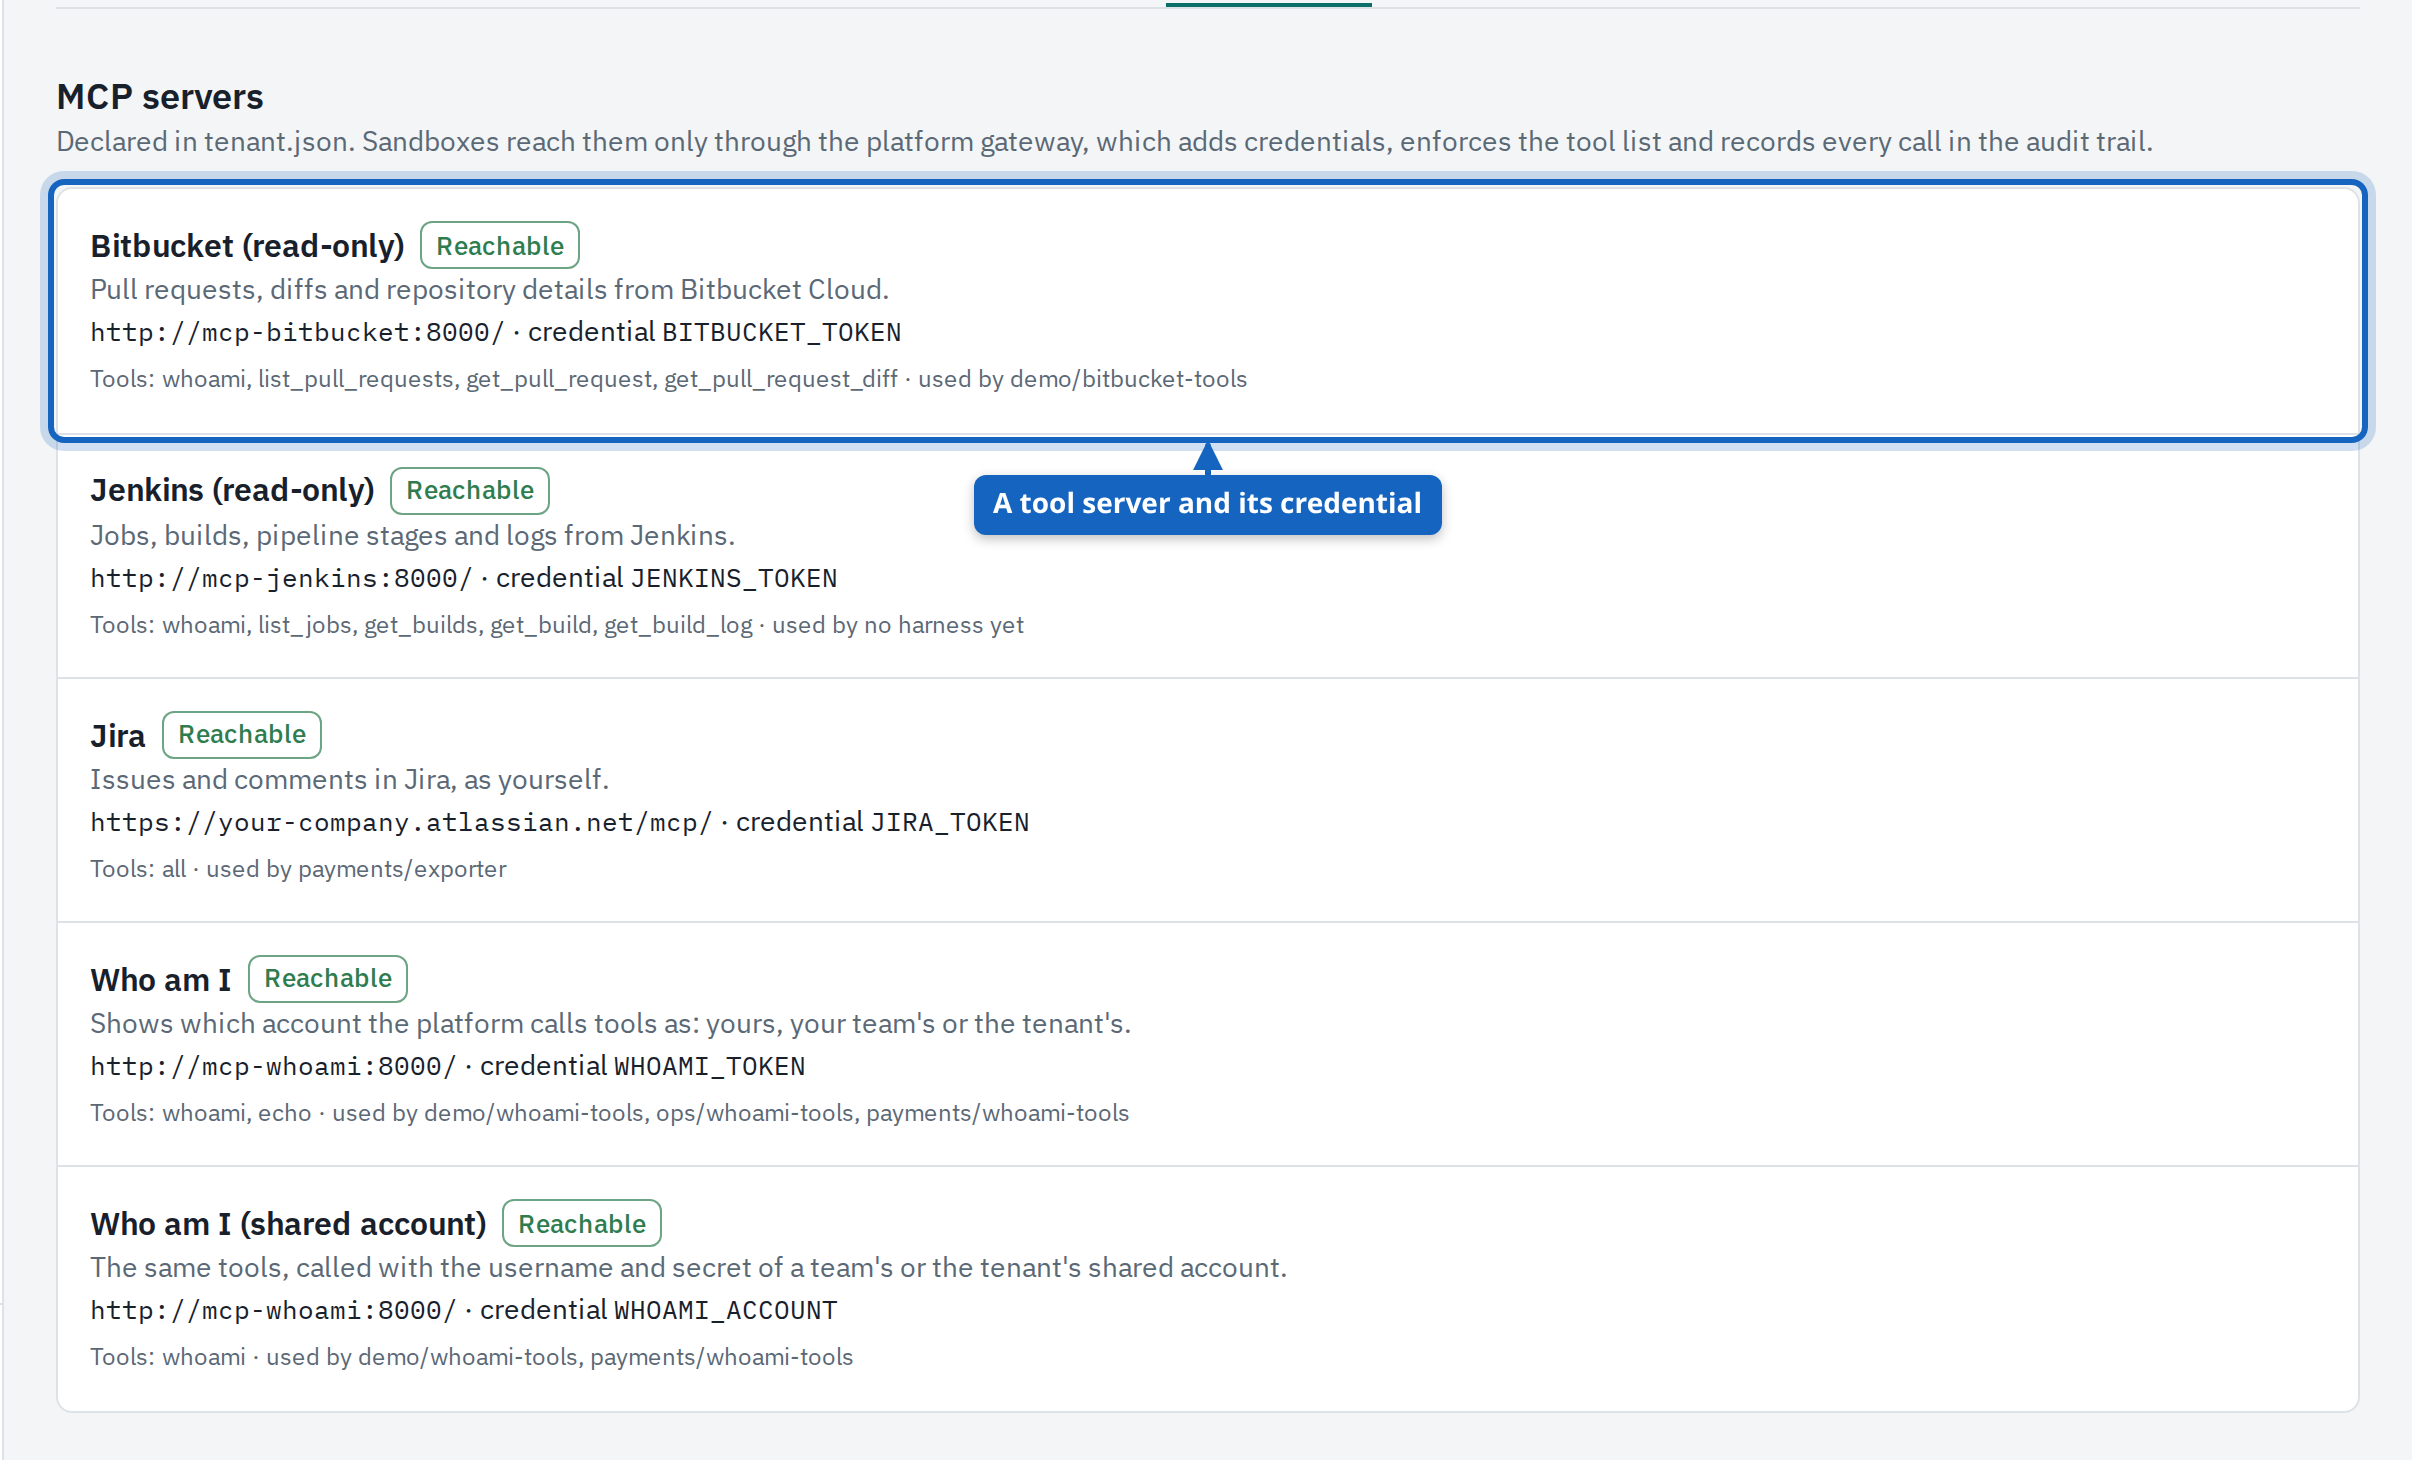 MCP servers
Declared in tenant.json. Sandboxes reach them only through the platform gateway, which adds credentials, enforces the tool list and records every call in the audit trail.
Bitbucket (read-only) Reachable
Pull requests, diffs and repository details from Bitbucket Cloud.
http://mcp-bitbucket:8000/ · credential BITBUCKET_TOKEN
Tools: whoami, list_pull_requests, get_pull_request, get_pull_request_diff · used by demo/bitbucket-tools
A tool server and its credential
Jenkins (read-only) Reachable
Jobs, builds, pipeline stages and logs from Jenkins.
http://mcp-jenkins:8000/ · credential JENKINS_TOKEN
Tools: whoami, list_jobs, get_builds, get_build, get_build_log · used by no harness yet
Jira Reachable
Issues and comments in Jira, as yourself.
https://your-company.atlassian.net/mcp/ · credential JIRA_TOKEN
Tools: all · used by payments/exporter
Who am I Reachable
Shows which account the platform calls tools as: yours, your team's or the tenant's.
http://mcp-whoami:8000/ · credential WHOAMI_TOKEN
Tools: whoami, echo · used by demo/whoami-tools, ops/whoami-tools, payments/whoami-tools
Who am I (shared account) Reachable
The same tools, called with the username and secret of a team's or the tenant's shared account.
http://mcp-whoami:8000/ · credential WHOAMI_ACCOUNT
Tools: whoami · used by demo/whoami-tools, payments/whoami-tools